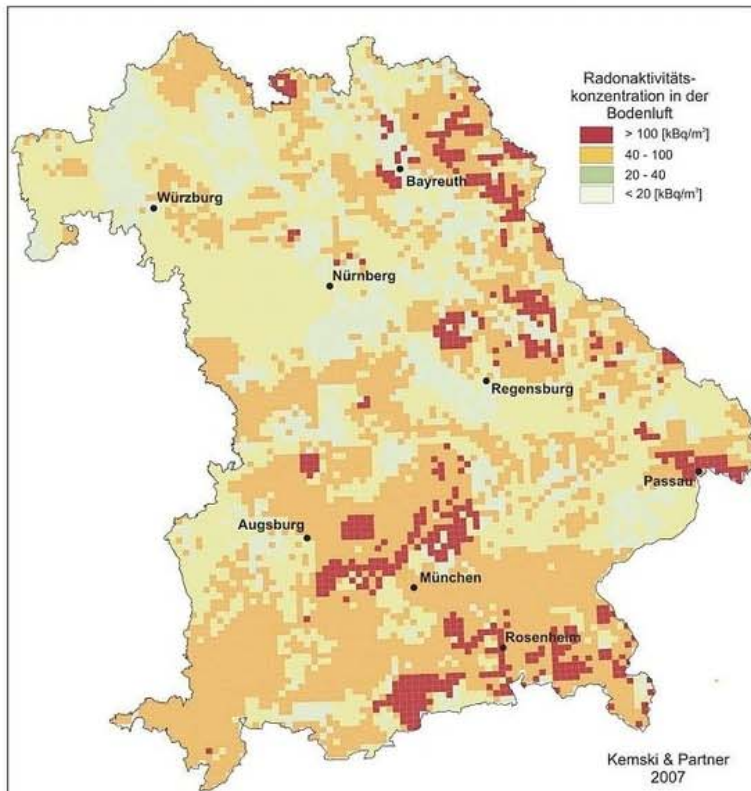 Radonaktivitäts-
konzentration in der
Bodenluft
> 100 [kBq/m³]
40 - 100
20 - 40
< 20 [kBq/m³]
Bayreuth
Würzburg
Nürnberg
Regensburg
Passau
Augsburg
München
Rosenheim
Kemski & Partner
2007